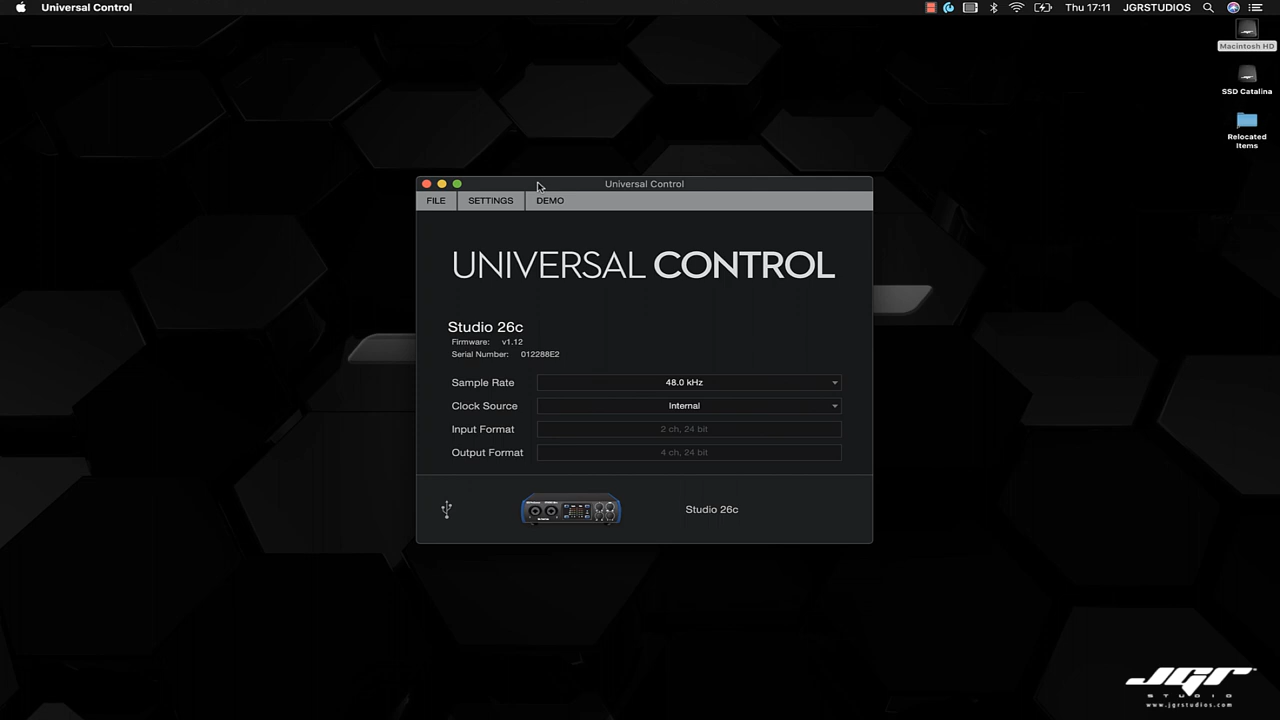 Universal Control
Thu 17:11 JGRSTUDIOS
Macintosh HD
SSD Catalina
Relocated
Items
Universal Control
FILE SETTINGS DEMO
UNIVERSAL CONTROL
Studio 26c
Firmware: v1.12
Serial Number: 012288E2
Sample Rate 48.0 kHz
Clock Source Internal
Input Format 2 ch, 24 bit
Output Format 4 ch, 24 bit
Studio 26c
JGR
STUDIO
www.jgrstudios.com